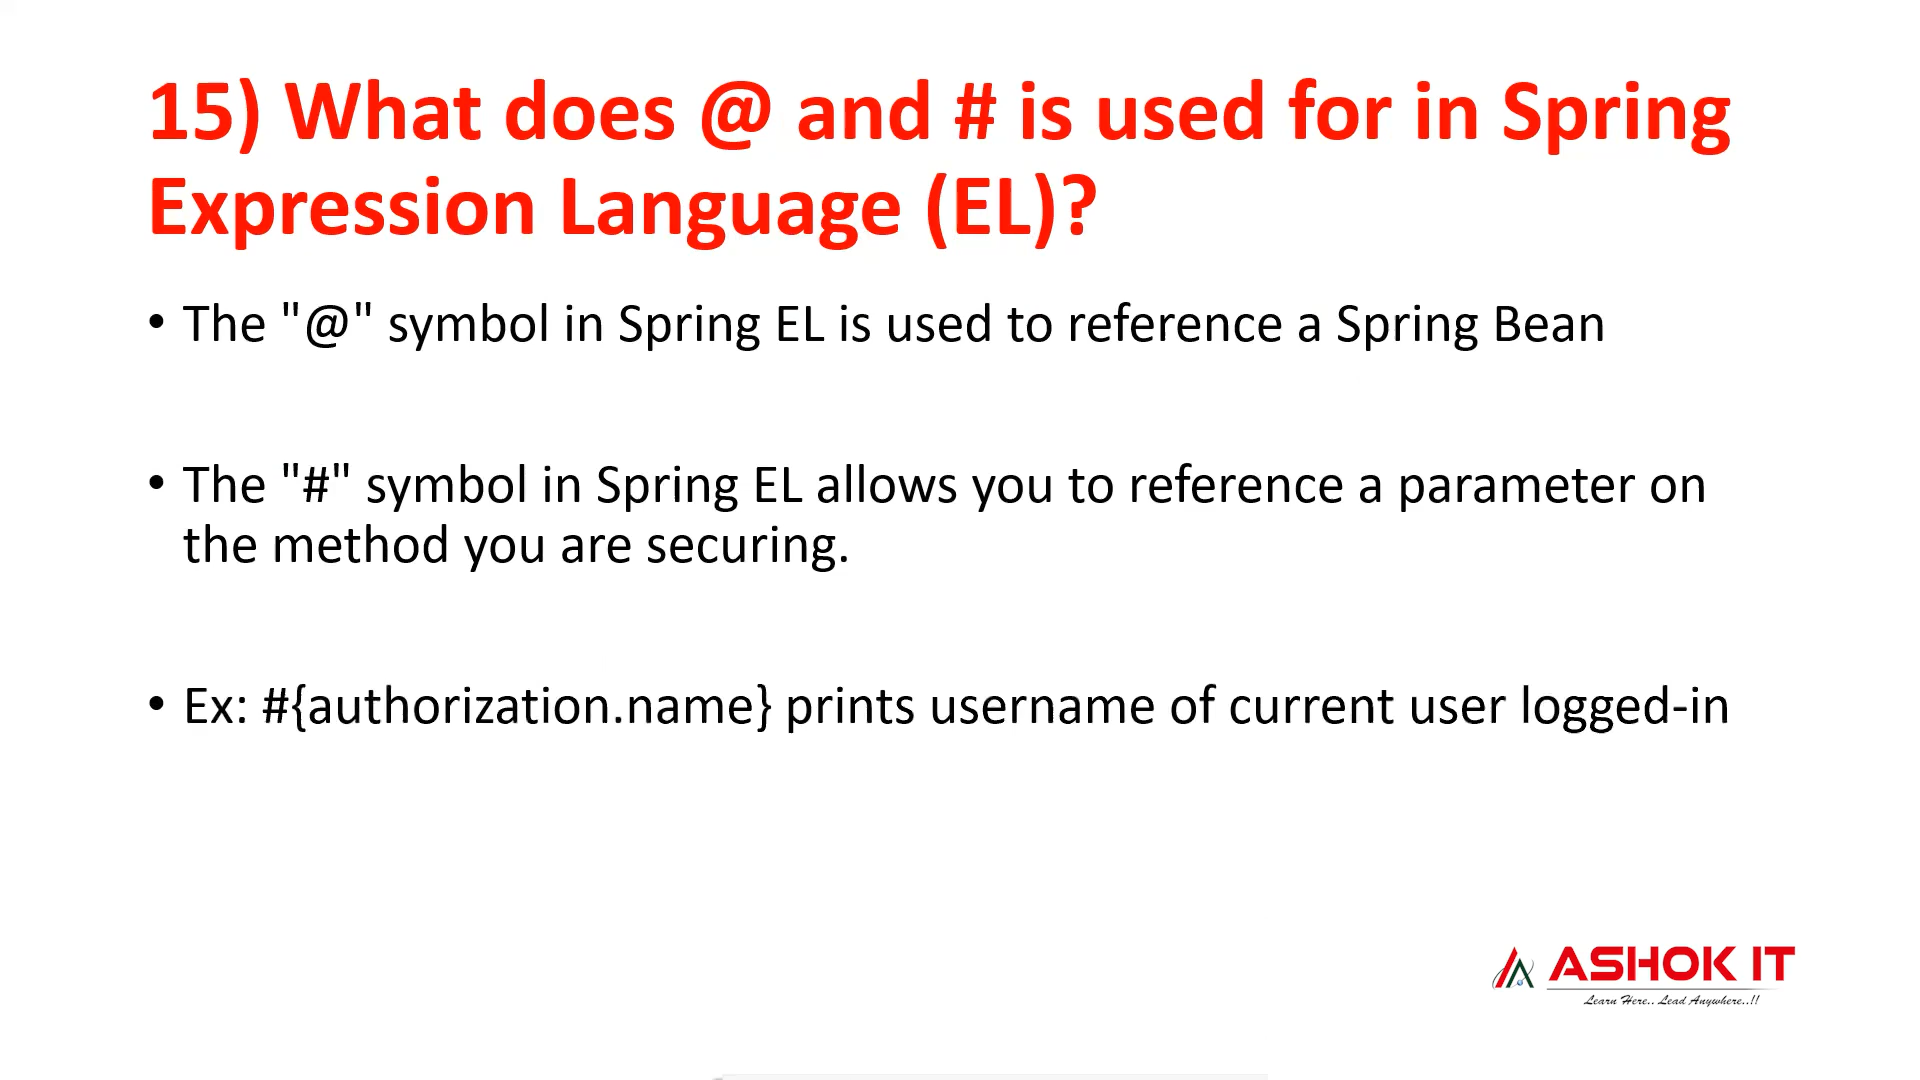 15) What does @ and # is used for in Spring
Expression Language (EL)?
• The "@" symbol in Spring EL is used to reference a Spring Bean
• The "#" symbol in Spring EL allows you to reference a parameter on
the method you are securing.
• Ex: #{authorization.name} prints username of current user logged-in
ASHOK IT
Learn Here.. Lead Anywhere..!!